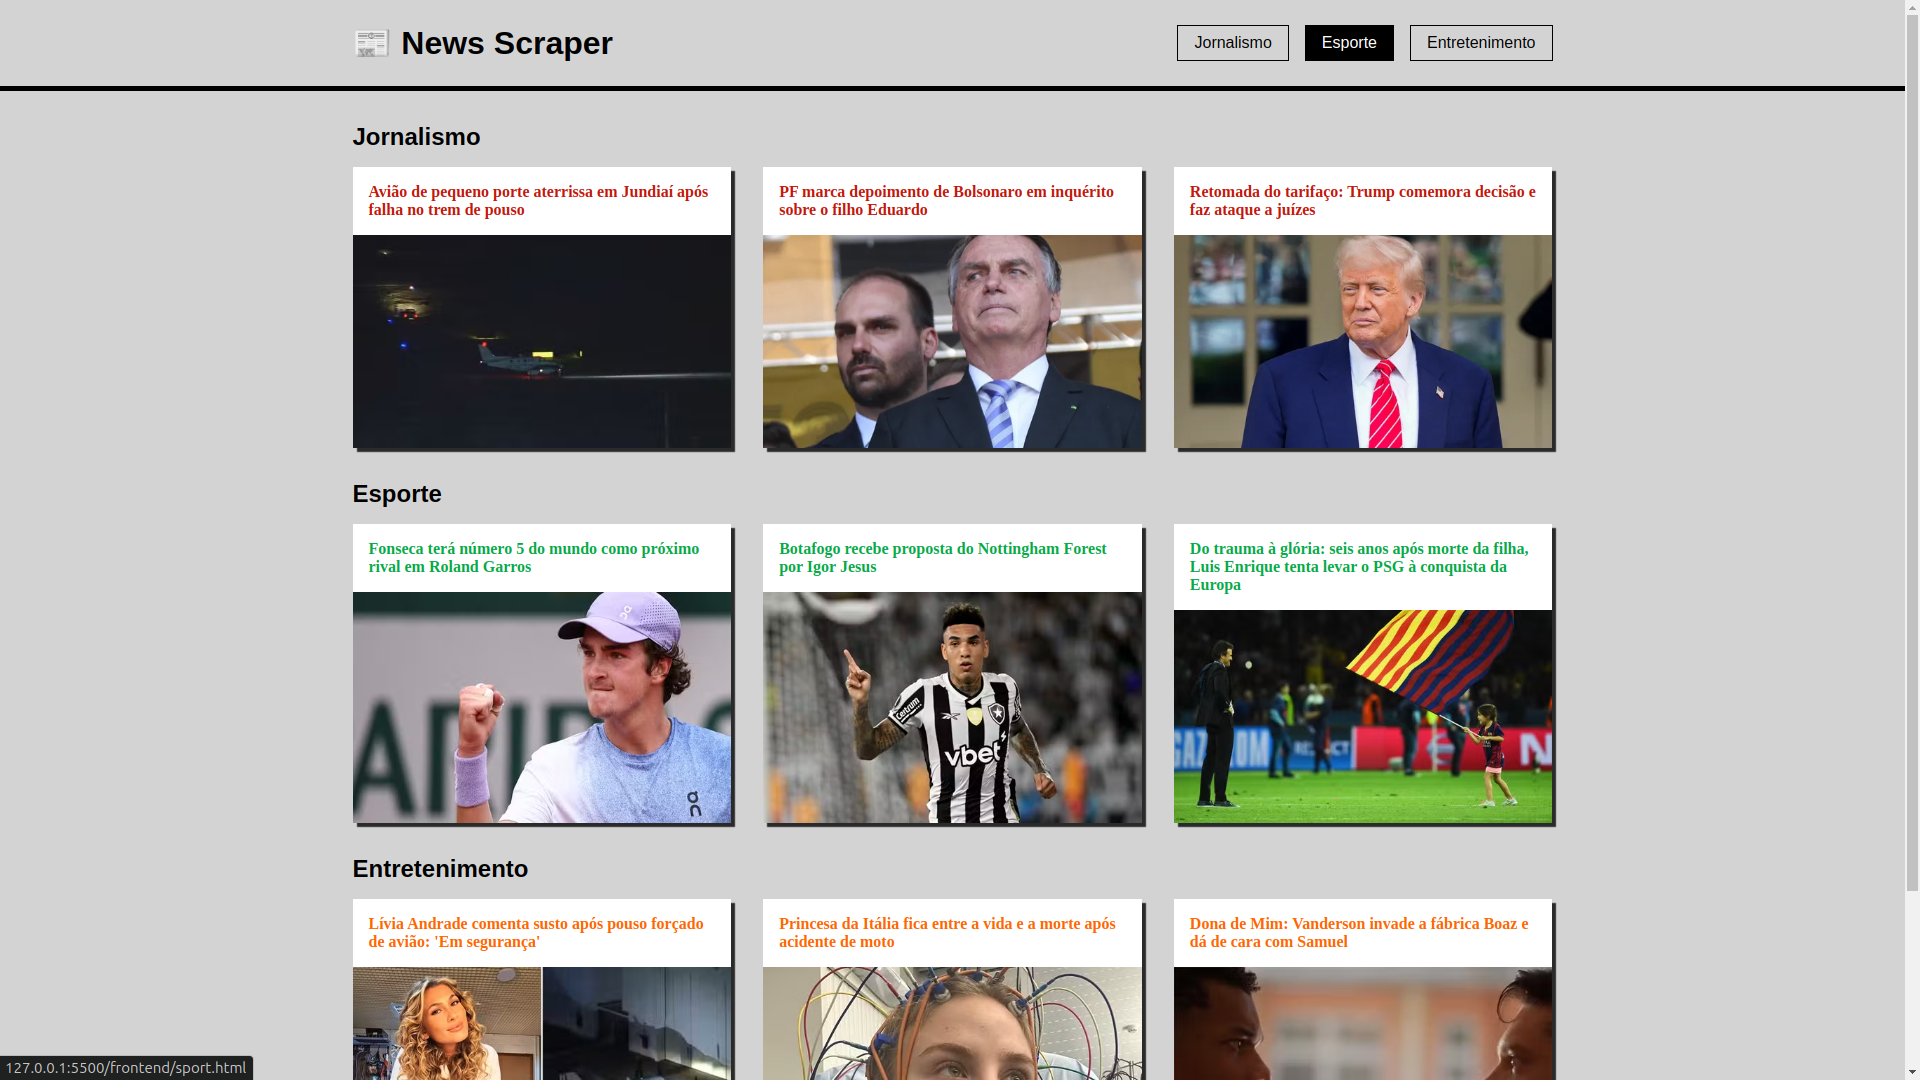 News Scraper
Jornalismo
Esporte
Entretenimento
Jornalismo
Avião de pequeno porte aterrissa em Jundiaí após
falha no trem de pouso
PF marca depoimento de Bolsonaro em inquérito
sobre o filho Eduardo
Retomada do tarifaço: Trump comemora decisão e
faz ataque a juízes
Esporte
Fonseca terá número 5 do mundo como próximo
rival em Roland Garros
Botafogo recebe proposta do Nottingham Forest
por Igor Jesus
Do trauma à glória: seis anos após morte da filha,
Luis Enrique tenta levar o PSG à conquista da
Europa
Certrum
vbet
Entretenimento
Lívia Andrade comenta susto após pouso forçado
de avião: 'Em segurança'
Princesa da Itália fica entre a vida e a morte após
acidente de moto
Dona de Mim: Vanderson invade a fábrica Boaz e
dá de cara com Samuel
127.0.0.1:5500/frontend/sport.html